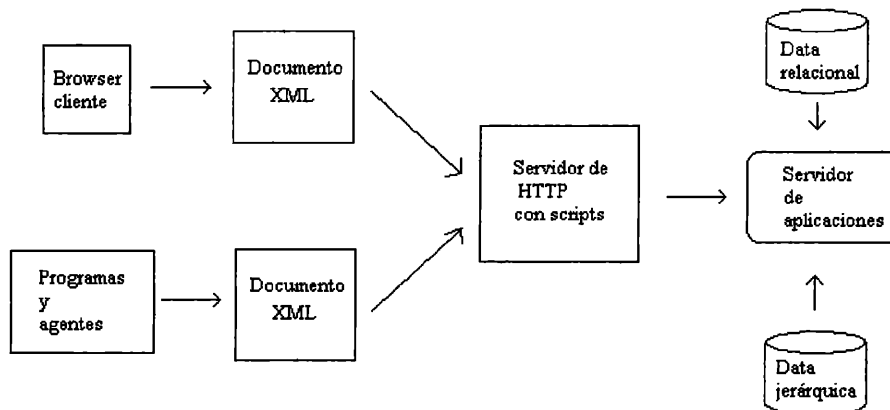 Browser
cliente
Documento
XML
Data
relacional
Servidor de
HTTP
con scripts
Servidor
de
aplicaciones
Programas
y
agentes
Documento
XML
Data
jerárquica